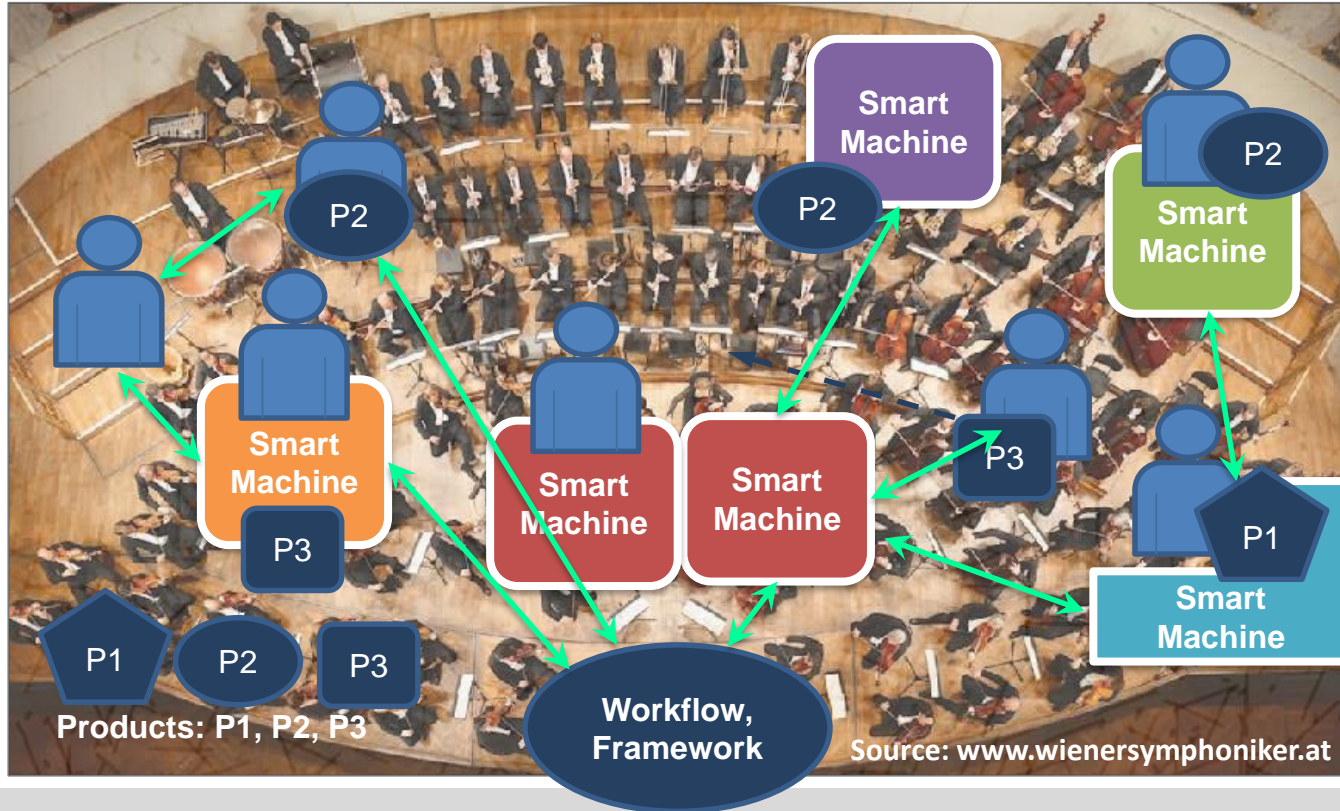 Smart
Machine
P2
P2
Smart
Machine
P2
Smart
Machine
P3
Smart
Machine
Smart
Machine
P3
P1
Smart
Machine
P1
P2
P3
Products: P1, P2, P3
Workflow,
Framework
Source: www.wienersymphoniker.at